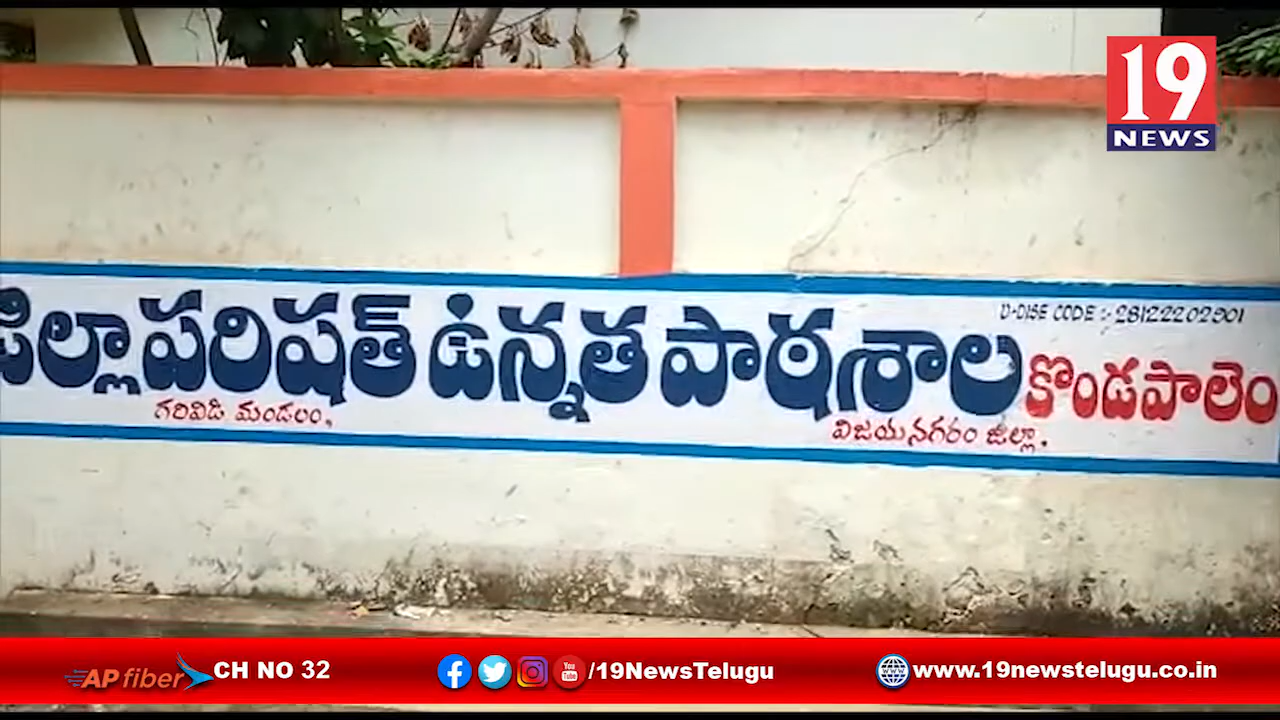 19
NEWS
U-DISE CODE :- 28122202901
జిల్లా పరిషత్ ఉన్నత పాఠశాల కొండపాలెం
గరివిడి మండలం,
విజయనగరం జిల్లా.
AP fiber CH NO 32
/19NewsTelugu
www.19newstelugu.co.in